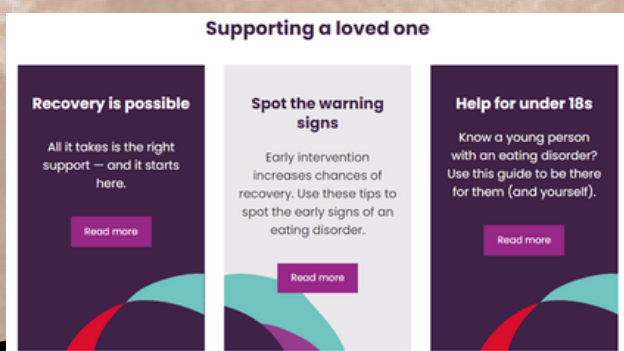 Supporting a loved one
Recovery is possible
All it takes is the right
support — and it starts
here.
Read more
Spot the warning
signs
Early intervention
increases chances of
recovery. Use these tips to
spot the early signs of an
eating disorder.
Read more
Help for under 18s
Know a young person
with an eating disorder?
Use this guide to be there
for them (and yourself).
Read more